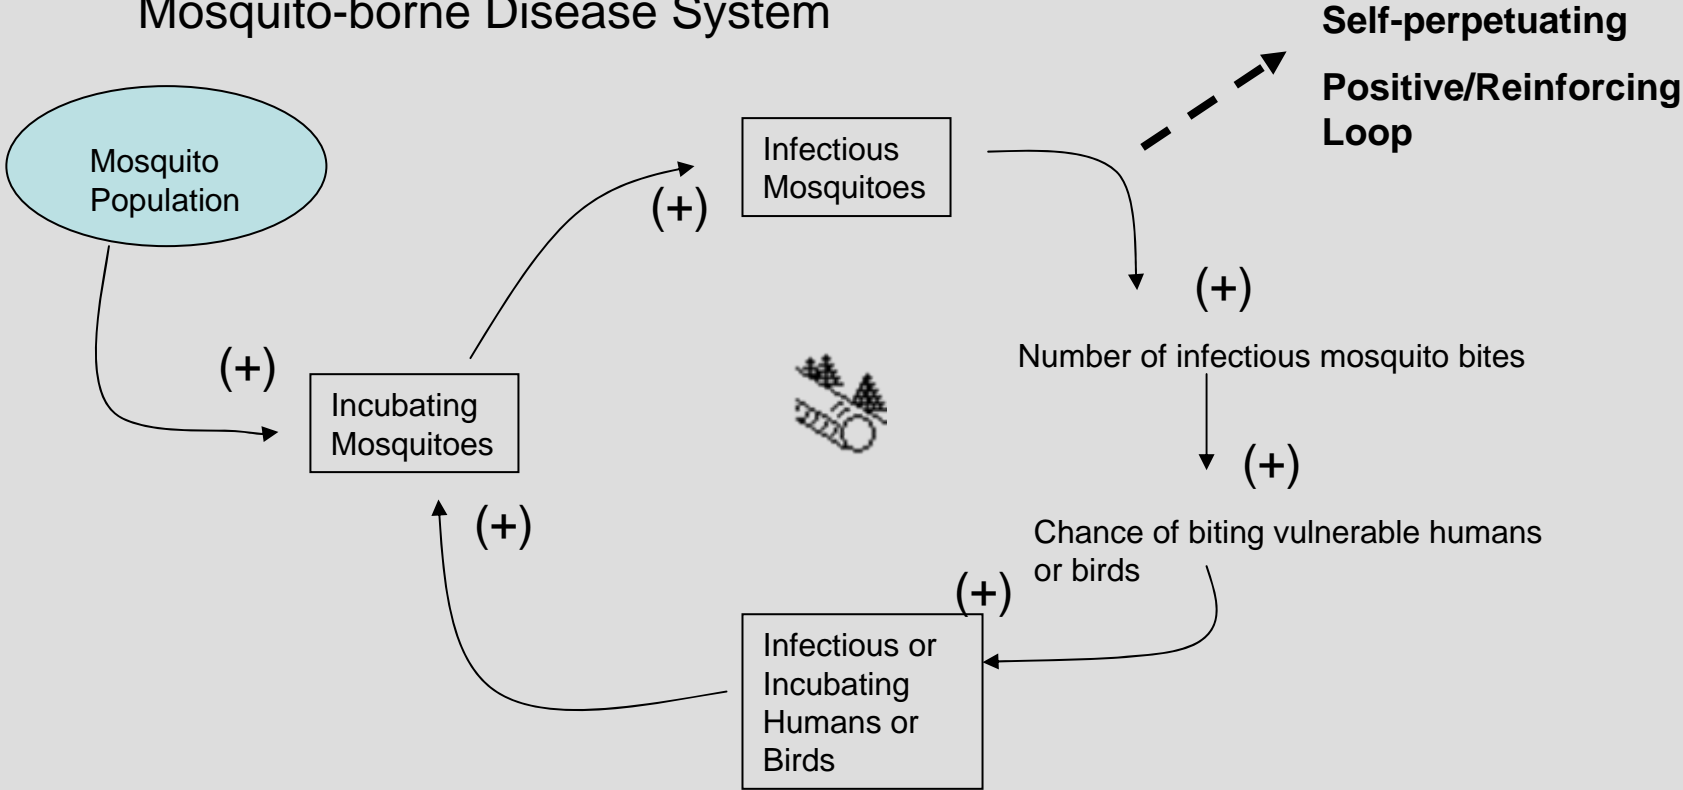 Mosquito-borne Disease System
Self-perpetuating
Positive/Reinforcing
Loop
Mosquito
Population
Infectious
Mosquitoes
(+)
(+)
Number of infectious mosquito bites
(+)
Incubating
Mosquitoes
(+)
(+)
Chance of biting vulnerable humans
or birds
(+)
Infectious or
Incubating
Humans or
Birds